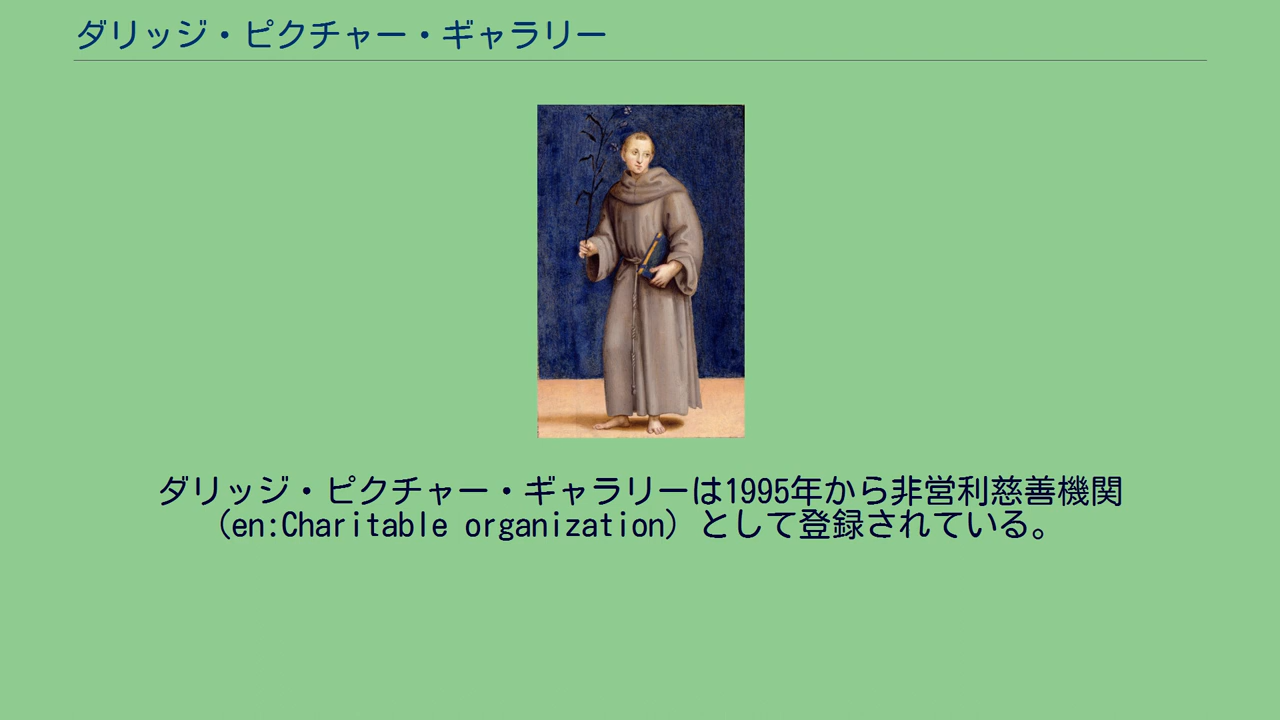 ダリッジ・ピクチャー・ギャラリー
ダリッジ・ピクチャー・ギャラリーは1995年から非営利慈善機関
(en:Charitable organization) として登録されている。